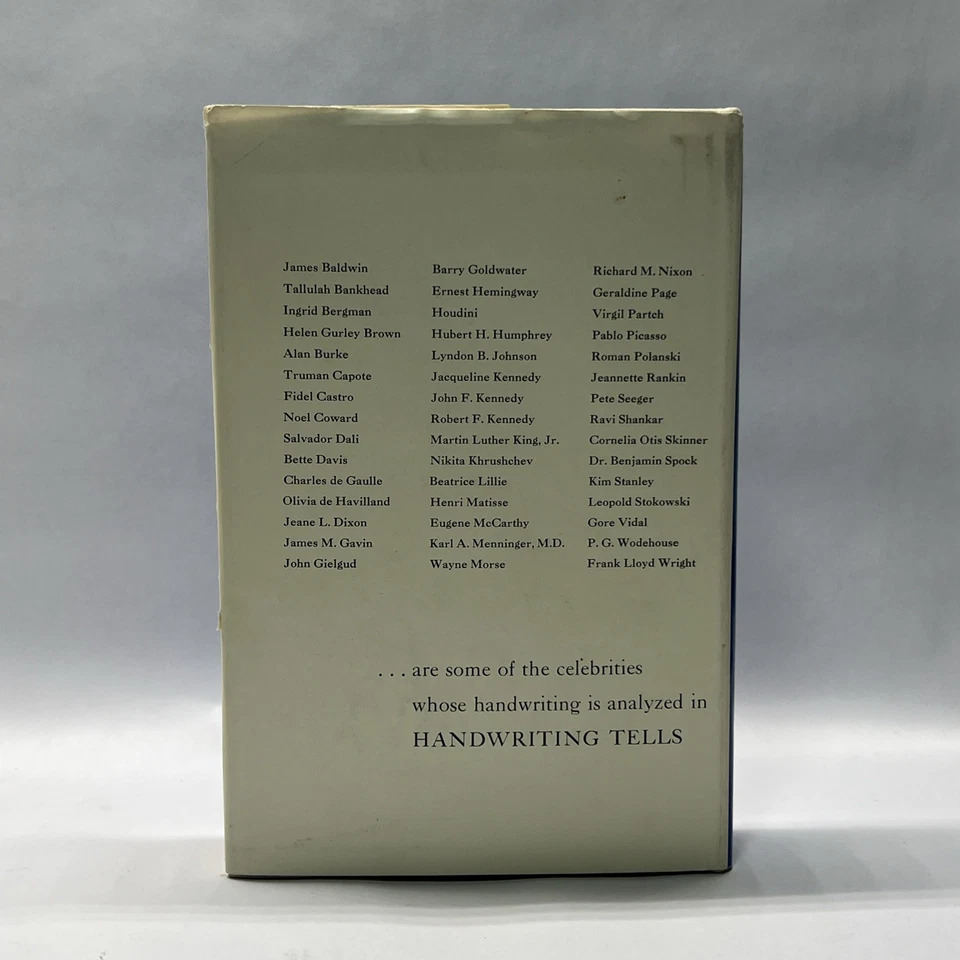 James Baldwin
Tallulah Bankhead
Ingrid Bergman
Helen Gurley Brown
Alan Burke
Truman Capote
Fidel Castro
Noel Coward
Salvador Dali
Bette Davis
Charles de Gaulle
Olivia de Havilland
Jeane L. Dixon
James M. Gavin
John Gielgud
Barry Goldwater
Ernest Hemingway
Houdini
Hubert H. Humphrey
Lyndon B. Johnson
Jacqueline Kennedy
John F. Kennedy
Robert F. Kennedy
Martin Luther King, Jr.
Nikita Khrushchev
Beatrice Lillie
Henri Matisse
Eugene McCarthy
Karl A. Menninger, M.D.
Wayne Morse
Richard M. Nixon
Geraldine Page
Virgil Partch
Pablo Picasso
Roman Polanski
Jeannette Rankin
Pete Seeger
Ravi Shankar
Cornelia Otis Skinner
Dr. Benjamin Spock
Kim Stanley
Leopold Stokowski
Gore Vidal
P. G. Wodehouse
Frank Lloyd Wright
. . . are some of the celebrities
whose handwriting is analyzed in
HANDWRITING TELLS